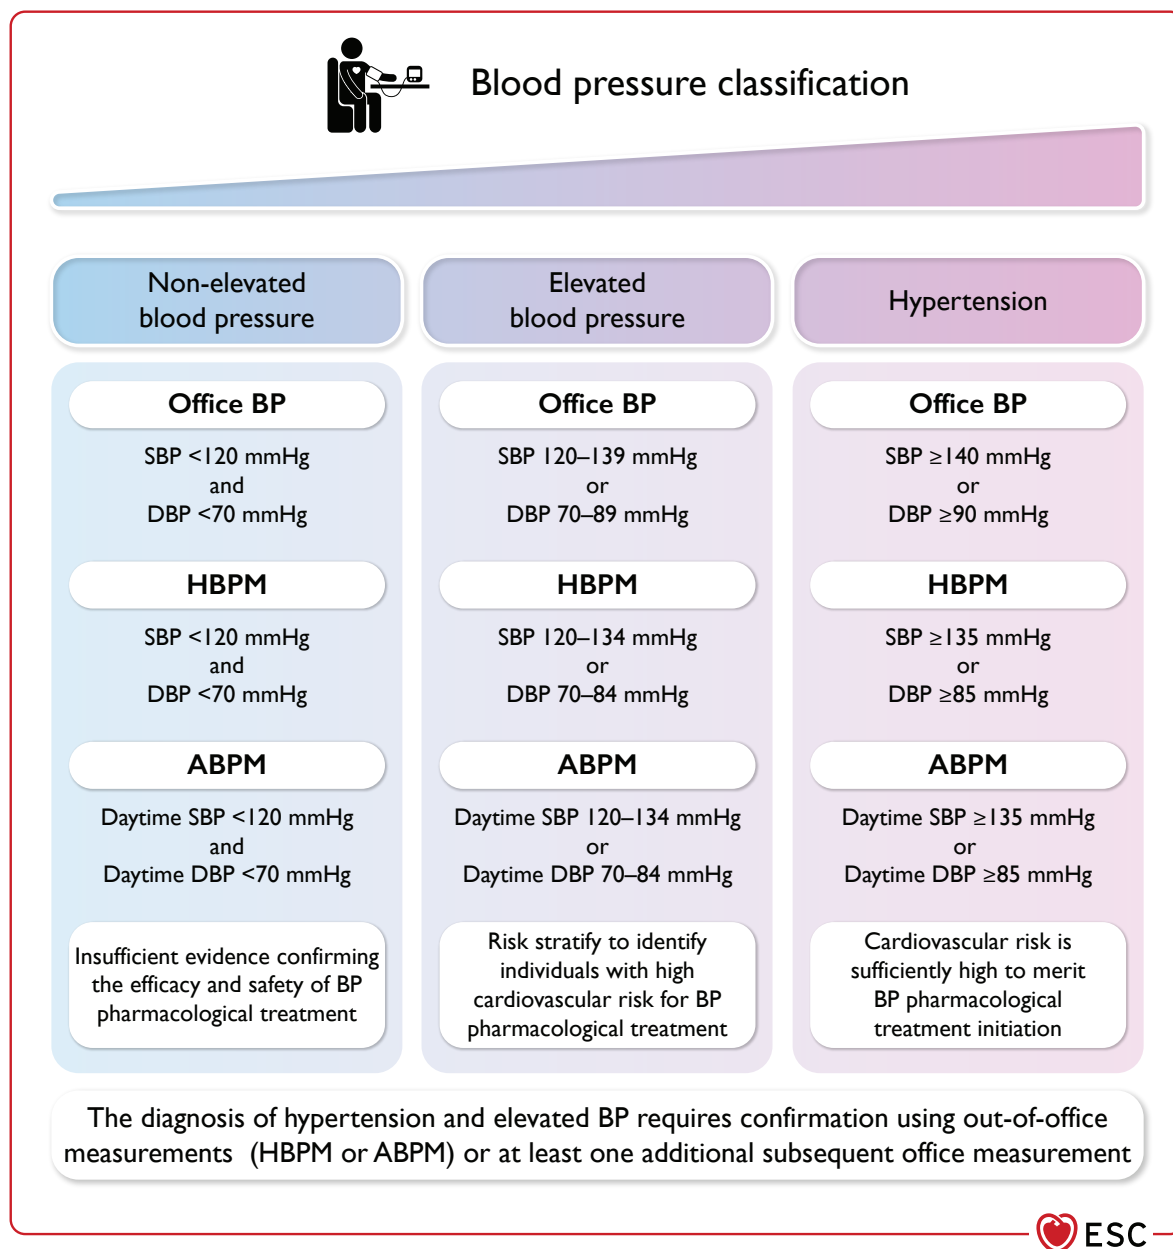 Blood pressure classification
Non-elevated
blood pressure
Elevated
blood pressure
Hypertension
Office BP
SBP <120 mmHg
and
DBP <70 mmHg
HBPM
SBP <120 mmHg
and
DBP <70 mmHg
ABPM
Daytime SBP <120 mmHg
and
Daytime DBP <70 mmHg
Insufficient evidence confirming
the efficacy and safety of BP
pharmacological treatment
Office BP
SBP 120–139 mmHg
or
DBP 70–89 mmHg
HBPM
SBP 120–134 mmHg
or
DBP 70–84 mmHg
ABPM
Daytime SBP 120–134 mmHg
or
Daytime DBP 70–84 mmHg
Risk stratify to identify
individuals with high
cardiovascular risk for BP
pharmacological treatment
Office BP
SBP ≥140 mmHg
or
DBP ≥90 mmHg
HBPM
SBP ≥135 mmHg
or
DBP ≥85 mmHg
ABPM
Daytime SBP ≥135 mmHg
or
Daytime DBP ≥85 mmHg
Cardiovascular risk is
sufficiently high to merit
BP pharmacological
treatment initiation
The diagnosis of hypertension and elevated BP requires confirmation using out-of-office
measurements (HBPM or ABPM) or at least one additional subsequent office measurement
ESC